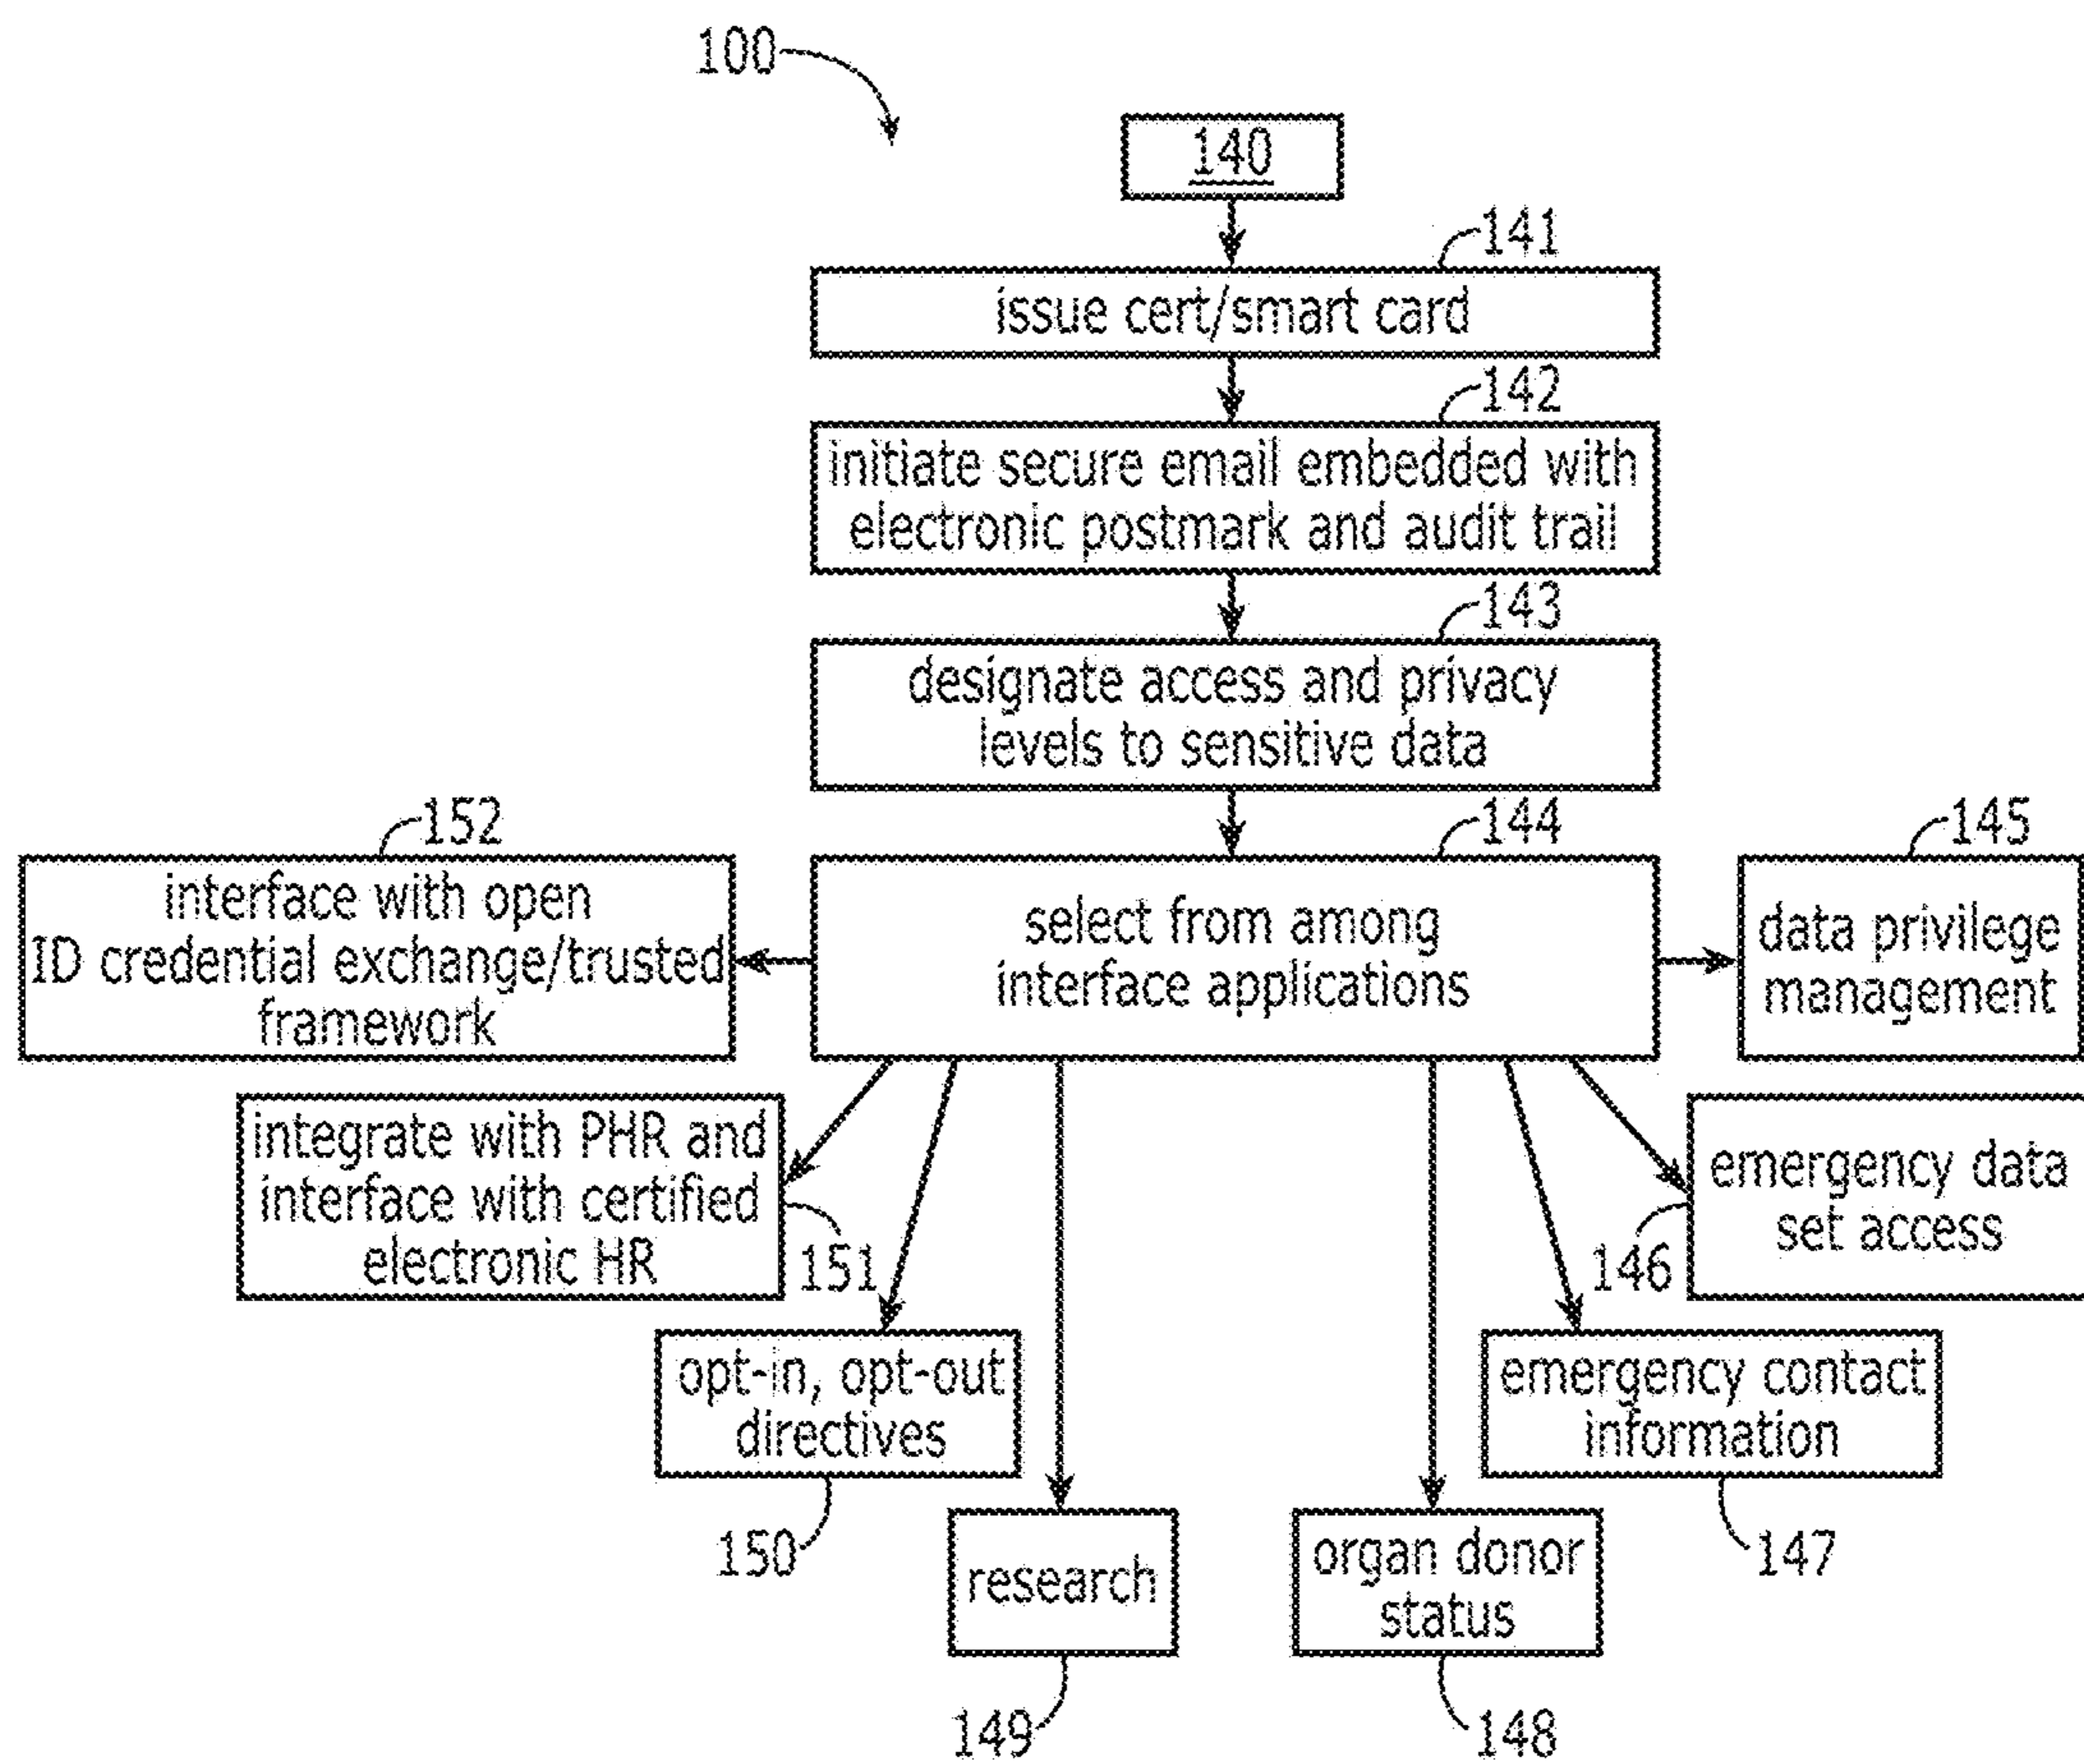 100
140
141
issue cert/smart card
142
initiate secure email embedded with
electronic postmark and audit trail
143
designate access and privacy
levels to sensitive data
152
144
145
interface with open
ID credential exchange/trusted
framework
select from among
interface applications
data privilege
management
integrate with PHR and
interface with certified
electronic HR
151
146
emergency data
set access
opt-in, opt-out
directives
150
emergency contact
information
147
research
149
organ donor
status
148